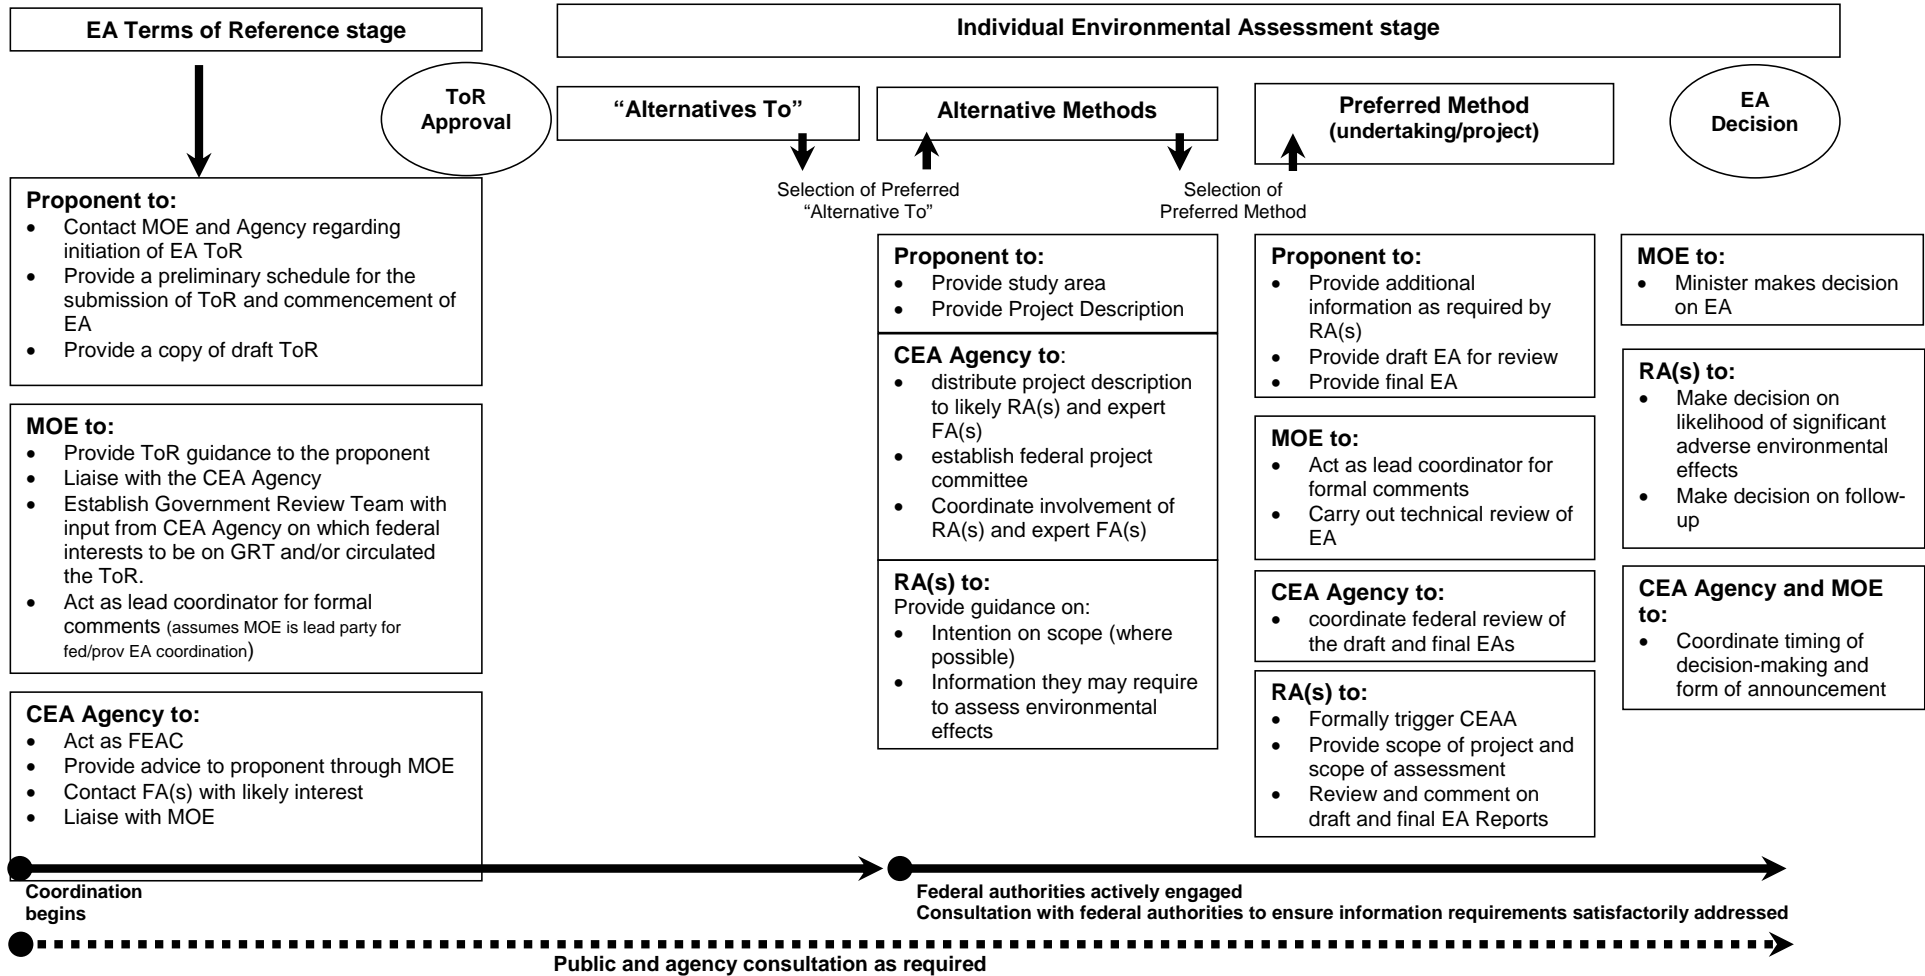 EA Terms of Reference stage
Individual Environmental Assessment stage
ToR
Approval
“Alternatives To”
Alternative Methods
Preferred Method
(undertaking/project)
EA
Decision
Selection of Preferred
“Alternative To”
Selection of
Preferred Method
Proponent to:
• Contact MOE and Agency regarding
initiation of EA ToR
• Provide a preliminary schedule for the
submission of ToR and commencement of
EA
• Provide a copy of draft ToR
MOE to:
• Provide ToR guidance to the proponent
• Liaise with the CEA Agency
• Establish Government Review Team with
input from CEA Agency on which federal
interests to be on GRT and/or circulated
the ToR.
• Act as lead coordinator for formal
comments (assumes MOE is lead party for
fed/prov EA coordination)
CEA Agency to:
• Act as FEAC
• Provide advice to proponent through MOE
• Contact FA(s) with likely interest
• Liaise with MOE
Proponent to:
• Provide study area
• Provide Project Description
CEA Agency to:
• distribute project description
to likely RA(s) and expert
FA(s)
• establish federal project
committee
• Coordinate involvement of
RA(s) and expert FA(s)
RA(s) to:
Provide guidance on:
• Intention on scope (where
possible)
• Information they may require
to assess environmental
effects
Proponent to:
• Provide additional
information as required by
RA(s)
• Provide draft EA for review
• Provide final EA
MOE to:
• Act as lead coordinator for
formal comments
• Carry out technical review of
EA
CEA Agency to:
• coordinate federal review of
the draft and final EAs
RA(s) to:
• Formally trigger CEAA
• Provide scope of project and
scope of assessment
• Review and comment on
draft and final EA Reports
MOE to:
• Minister makes decision
on EA
RA(s) to:
• Make decision on
likelihood of significant
adverse environmental
effects
• Make decision on follow-
up
CEA Agency and MOE
to:
• Coordinate timing of
decision-making and
form of announcement
Coordination
begins
Federal authorities actively engaged
Consultation with federal authorities to ensure information requirements satisfactorily addressed
Public and agency consultation as required